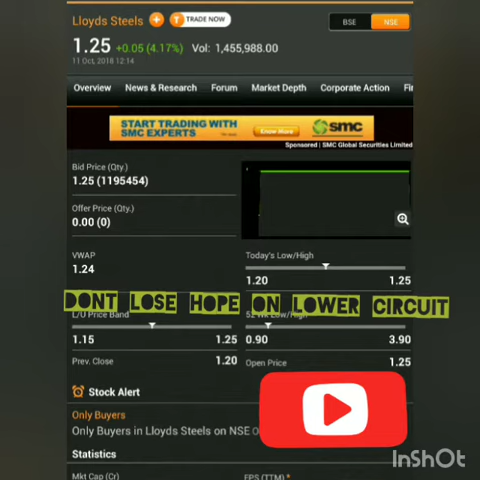 Lloyds Steels + T TRADE NOW BSE NSE
1.25 +0.05 (4.17%) Vol: 1,455,988.00
11 Oct, 2018 12:14
Overview News & Research Forum Market Depth Corporate Action Fi
START TRADING WITH
SMC EXPERTS Know More smc
Sponsored | SMC Global Securities Limited
Bid Price (Qty.)
1.25 (1195454)
Offer Price (Qty.)
0.00 (0)
VWAP Today's Low/High
1.24
1.20 1.25
DONT LOSE HOPE ON LOWER CIRCUIT
L/U Price Band 52 Wk Low/High
1.15 1.25 0.90 3.90
Prev. Close 1.20 Open Price 1.25
Stock Alert
Only Buyers
Only Buyers in Lloyds Steels on NSE
Statistics
Mkt Cap (Cr) EPS (TTM) *
InShOt